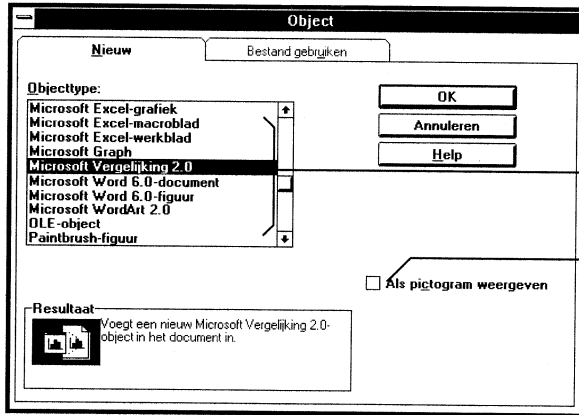 Object
Nieuw
Bestand gebruiken
Objecttype:
Microsoft Excel-grafiek
Microsoft Excel-macroblad
Microsoft Excel-werkblad
Microsoft Graph
Microsoft Vergelijking 2.0
Microsoft Word 6.0-document
Microsoft Word 6.0-figuur
Microsoft WordArt 2.0
OLE-object
Paintbrush-figuur
OK
Annuleren
Help
Als pictogram weergeven
Resultaat
Voegt een nieuw Microsoft Vergelijking 2.0-
object in het document in.